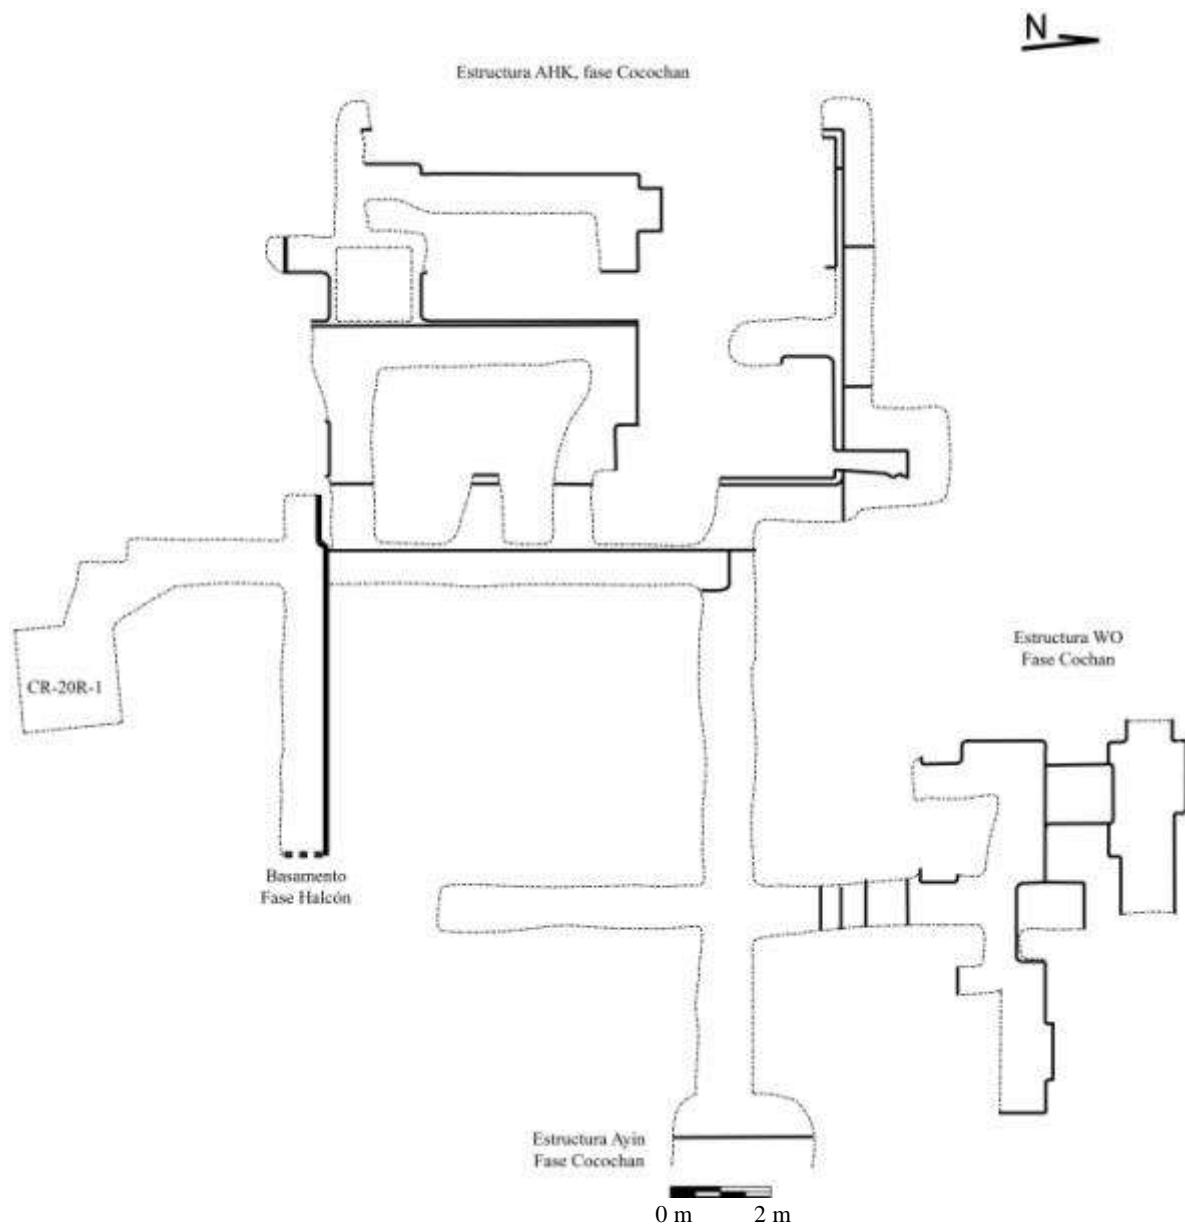 N
Estructura AHK, fase Cocochan
Estructura WO
Fase Cochan
CR-20R-1
Basamento
Fase Halcón
Estructura Ayin
Fase Cocochan
0 m 2 m